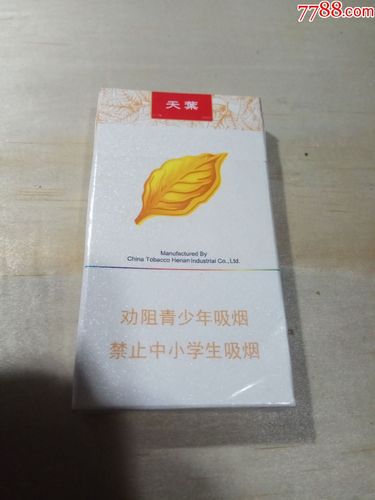 7788.com
天葉
Manufactured By
China Tobacco Henan Industrial Co.,Ltd.
劝阻青少年吸烟
禁止中小学生吸烟